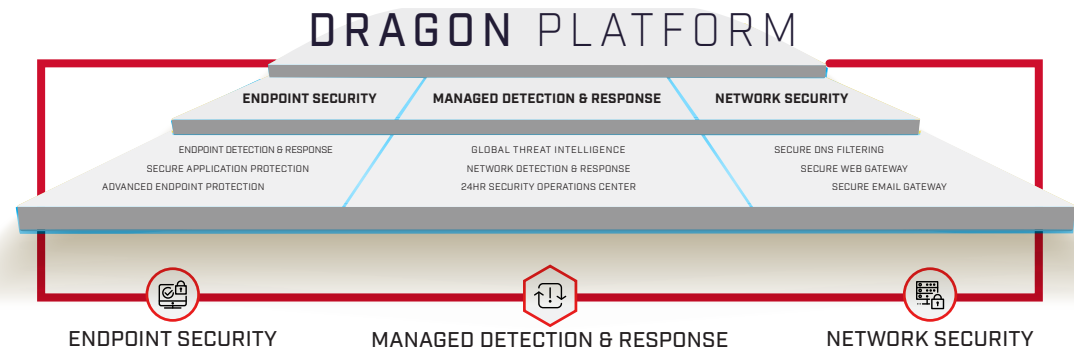 DRAGON PLATFORM
ENDPOINT SECURITY
MANAGED DETECTION & RESPONSE
NETWORK SECURITY
ENDPOINT DETECTION & RESPONSE
SECURE APPLICATION PROTECTION
ADVANCED ENDPOINT PROTECTION
GLOBAL THREAT INTELLIGENCE
NETWORK DETECTION & RESPONSE
24HR SECURITY OPERATIONS CENTER
SECURE DNS FILTERING
SECURE WEB GATEWAY
SECURE EMAIL GATEWAY
ENDPOINT SECURITY
MANAGED DETECTION & RESPONSE
NETWORK SECURITY